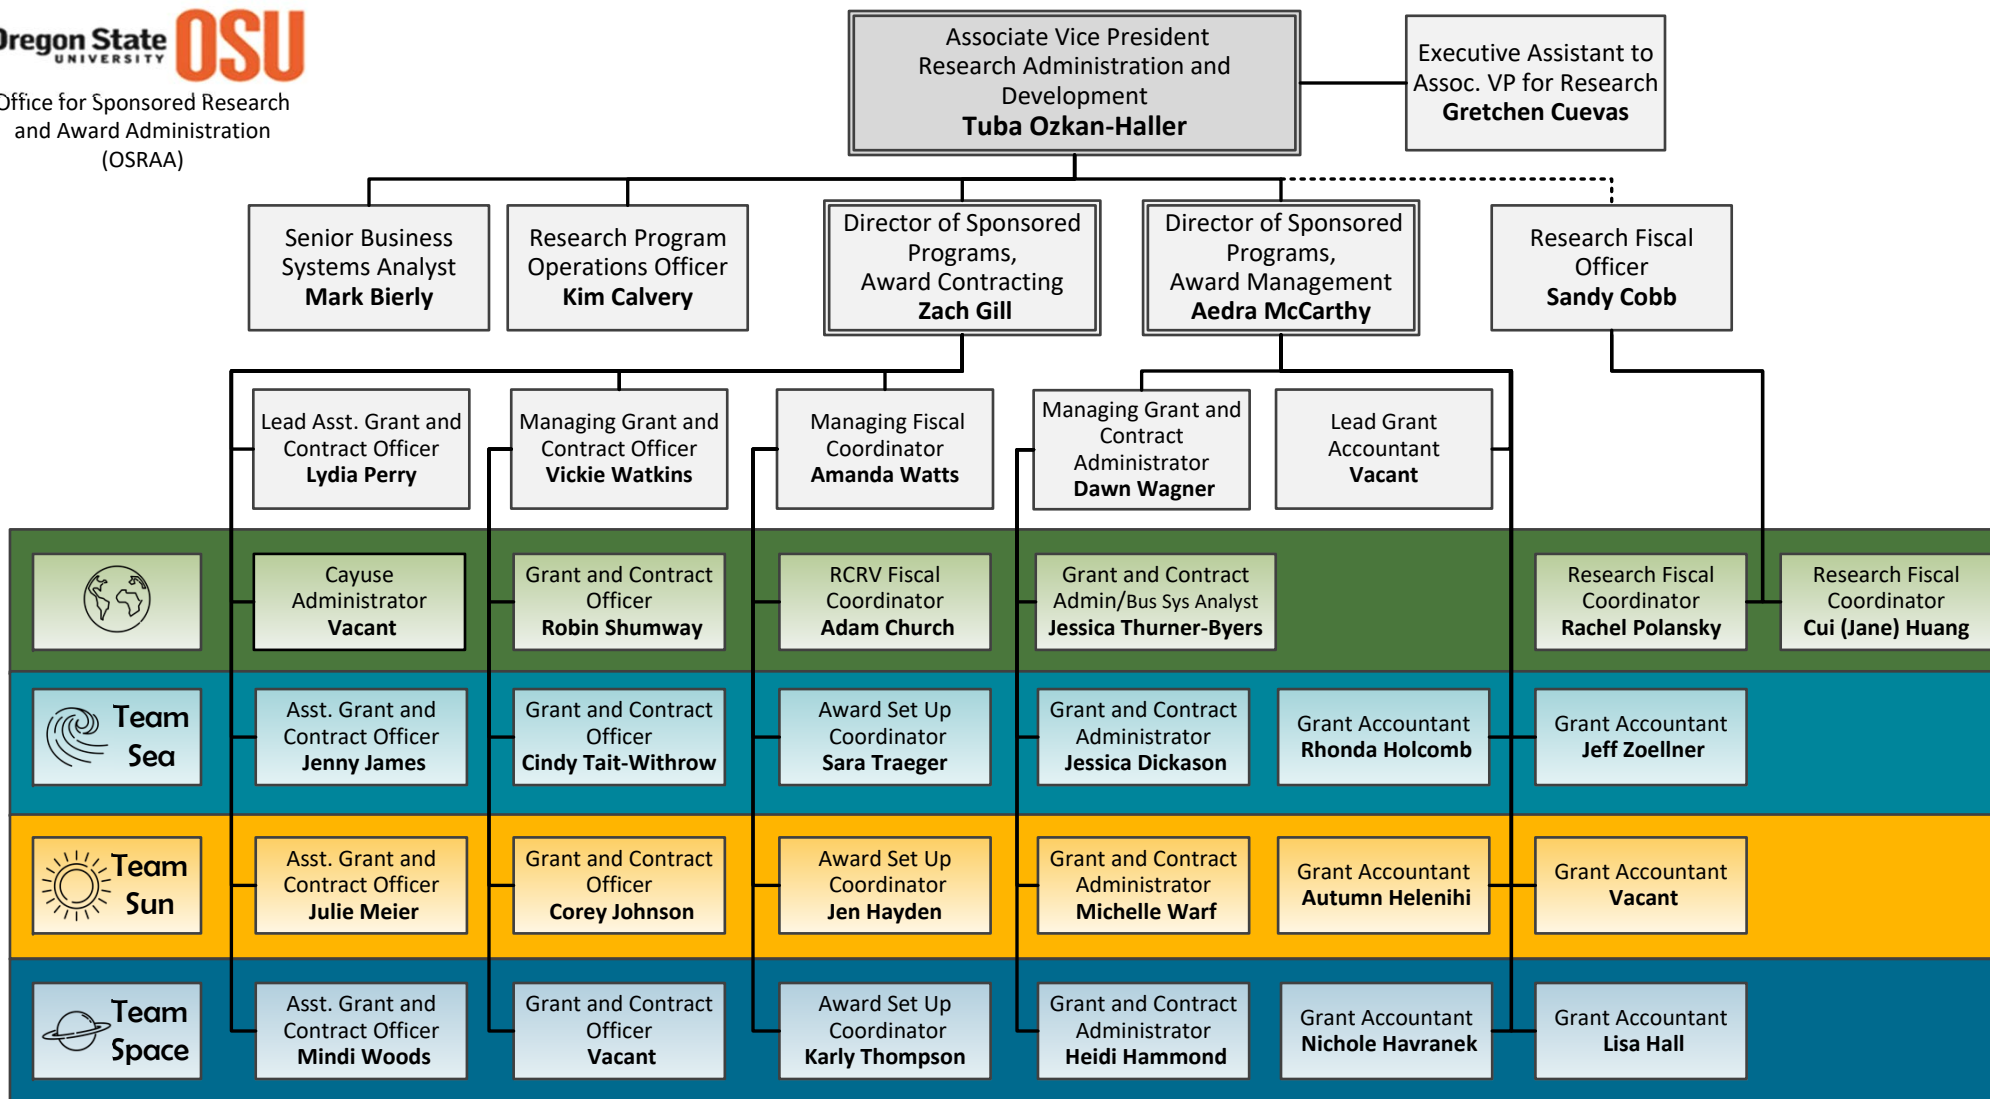 Oregon State
UNIVERSITY
OSU
Office for Sponsored Research
and Award Administration
(OSRAA)
Associate Vice President
Research Administration and
Development
Tuba Ozkan-Haller
Executive Assistant to
Assoc. VP for Research
Gretchen Cuevas
Senior Business
Systems Analyst
Mark Bierly
Research Program
Operations Officer
Kim Calvery
Director of Sponsored
Programs,
Award Contracting
Zach Gill
Director of Sponsored
Programs,
Award Management
Aedra McCarthy
Research Fiscal
Officer
Sandy Cobb
Lead Asst. Grant and
Contract Officer
Lydia Perry
Managing Grant and
Contract Officer
Vickie Watkins
Managing Fiscal
Coordinator
Amanda Watts
Managing Grant and
Contract
Administrator
Dawn Wagner
Lead Grant
Accountant
Vacant
Cayuse
Administrator
Vacant
Grant and Contract
Officer
Robin Shumway
RCRV Fiscal
Coordinator
Adam Church
Grant and Contract
Admin/Bus Sys Analyst
Jessica Thurner-Byers
Research Fiscal
Coordinator
Rachel Polansky
Research Fiscal
Coordinator
Cui (Jane) Huang
Team
Sea
Asst. Grant and
Contract Officer
Jenny James
Grant and Contract
Officer
Cindy Tait-Withrow
Award Set Up
Coordinator
Sara Traeger
Grant and Contract
Administrator
Jessica Dickason
Grant Accountant
Rhonda Holcomb
Grant Accountant
Jeff Zoellner
Team
Sun
Asst. Grant and
Contract Officer
Julie Meier
Grant and Contract
Officer
Corey Johnson
Award Set Up
Coordinator
Jen Hayden
Grant and Contract
Administrator
Michelle Warf
Grant Accountant
Autumn Helenihi
Grant Accountant
Vacant
Team
Space
Asst. Grant and
Contract Officer
Mindi Woods
Grant and Contract
Officer
Vacant
Award Set Up
Coordinator
Karly Thompson
Grant and Contract
Administrator
Heidi Hammond
Grant Accountant
Nichole Havranek
Grant Accountant
Lisa Hall